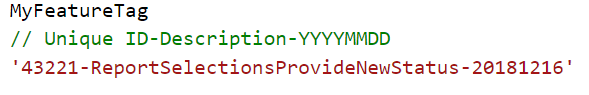 MyFeatureTag
// Unique ID-Description-YYYYMMDD
'43221-ReportSelectionsProvideNewStatus-20181216'